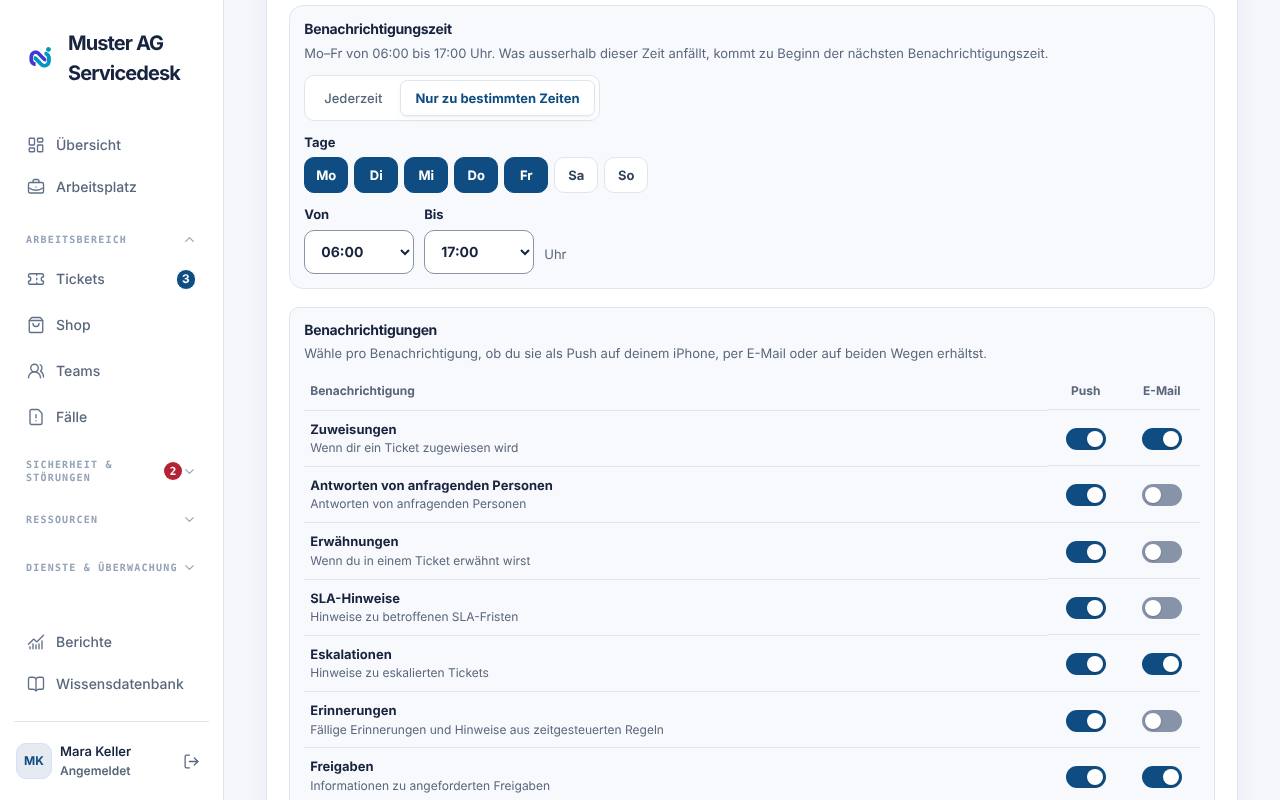 Muster AG
Servicedesk
Übersicht
Arbeitsplatz
ARBEITSBEREICH
Tickets 3
Shop
Teams
Fälle
SICHERHEIT &
STÖRUNGEN 2
RESSOURCEN
DIENSTE & ÜBERWACHUNG
Berichte
Wissensdatenbank
MK Mara Keller
Angemeldet
Benachrichtigungszeit
Mo–Fr von 06:00 bis 17:00 Uhr. Was ausserhalb dieser Zeit anfällt, kommt zu Beginn der nächsten Benachrichtigungszeit.
Jederzeit Nur zu bestimmten Zeiten
Tage
Mo Di Mi Do Fr Sa So
Von Bis
06:00 17:00 Uhr
Benachrichtigungen
Wähle pro Benachrichtigung, ob du sie als Push auf deinem iPhone, per E-Mail oder auf beiden Wegen erhältst.
Benachrichtigung Push E-Mail
Zuweisungen
Wenn dir ein Ticket zugewiesen wird
Antworten von anfragenden Personen
Antworten von anfragenden Personen
Erwähnungen
Wenn du in einem Ticket erwähnt wirst
SLA-Hinweise
Hinweise zu betroffenen SLA-Fristen
Eskalationen
Hinweise zu eskalierten Tickets
Erinnerungen
Fällige Erinnerungen und Hinweise aus zeitgesteuerten Regeln
Freigaben
Informationen zu angeforderten Freigaben